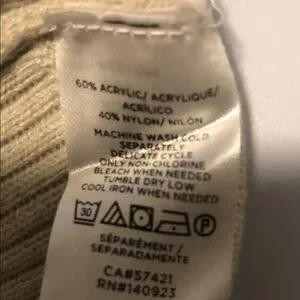 60% ACRYLIC/ ACRYLIQUE/
ACRÍLICO
40% NYLON/ NILÓN
MACHINE WASH COLD
SEPARATELY
DELICATE CYCLE
ONLY NON-CHLORINE
BLEACH WHEN NEEDED
TUMBLE DRY LOW
COOL IRON WHEN NEEDED
30 P
SÉPARÉMENT /
SEPARADAMENTE
CA#57421
RN#140923